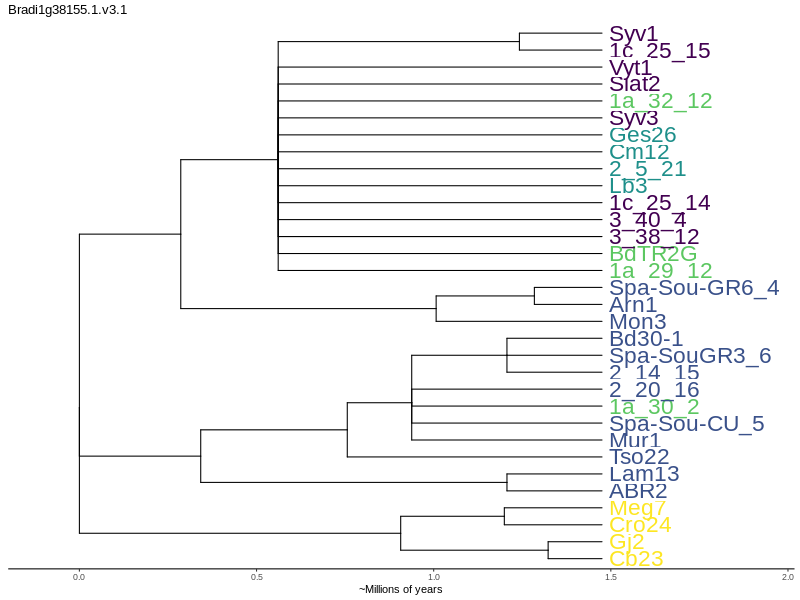 Bradi1g38155.1.v3.1
Syv1
1c_25_15
Vyt1
Slat2
1a_32_12
Syv3
Ges26
Cm12
2_5_21
Lb3
1c_25_14
3_40_4
3_38_12
BdTR2G
1a_29_12
Spa-Sou-GR6_4
Arn1
Mon3
Bd30-1
Spa-SouGR3_6
2_14_15
2_20_16
1a_30_2
Spa-Sou-CU_5
Mur1
Tso22
Lam13
ABR2
Meg7
Cro24
Gj2
Cb23
0.0 0.5 1.0 1.5 2.0
~Millions of years